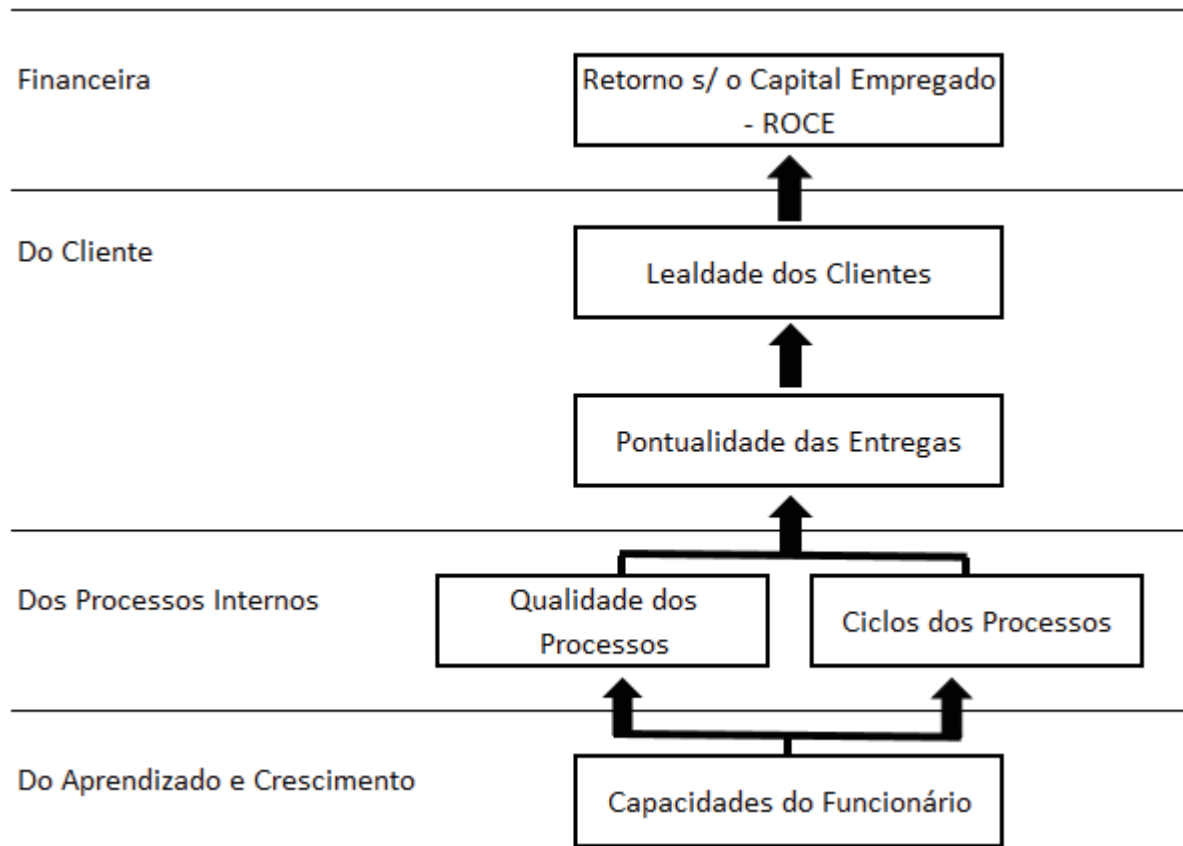 Financeira
Retorno s/ o Capital Empregado
- ROCE
Do Cliente
Lealdade dos Clientes
Pontualidade das Entregas
Dos Processos Internos
Qualidade dos
Processos
Ciclos dos Processos
Do Aprendizado e Crescimento
Capacidades do Funcionário